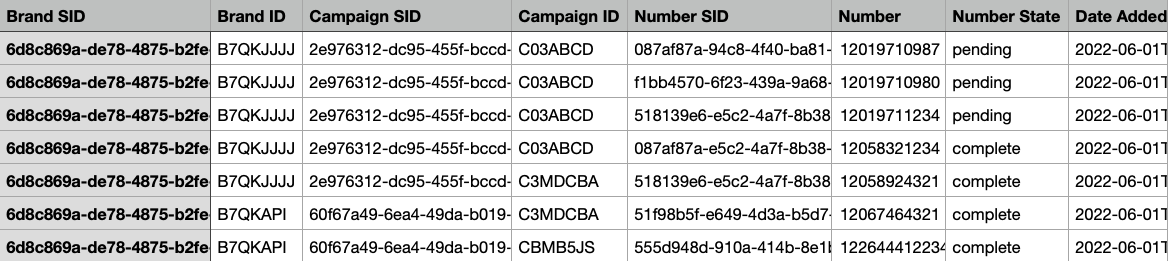 Brand SID Brand ID Campaign SID Campaign ID Number SID Number Number State Date Added
6d8c869a-de78-4875-b2fe- B7QKJJJJ 2e976312-dc95-455f-bccd- C03ABCD 087af87a-94c8-4f40-ba81- 12019710987 pending 2022-06-01T
6d8c869a-de78-4875-b2fe- B7QKJJJJ 2e976312-dc95-455f-bccd- C03ABCD f1bb4570-6f23-439a-9a68- 12019710980 pending 2022-06-01T
6d8c869a-de78-4875-b2fe- B7QKJJJJ 2e976312-dc95-455f-bccd- C03ABCD 518139e6-e5c2-4a7f-8b38 12019711234 pending 2022-06-01T
6d8c869a-de78-4875-b2fe- B7QKJJJJ 2e976312-dc95-455f-bccd- C03ABCD 087af87a-e5c2-4a7f-8b38- 12058321234 complete 2022-06-01T
6d8c869a-de78-4875-b2fe- B7QKJJJJ 2e976312-dc95-455f-bccd- C3MDCBA 518139e6-e5c2-4a7f-8b38 12058924321 complete 2022-06-01T
6d8c869a-de78-4875-b2fe- B7QKAPI 60f67a49-6ea4-49da-b019- C3MDCBA 51f98b5f-e649-4d3a-b5d7- 12067464321 complete 2022-06-01T
6d8c869a-de78-4875-b2fe- B7QKAPI 60f67a49-6ea4-49da-b019- CBMB5JS 555d948d-910a-414b-8e1b 122644412234 complete 2022-06-01T